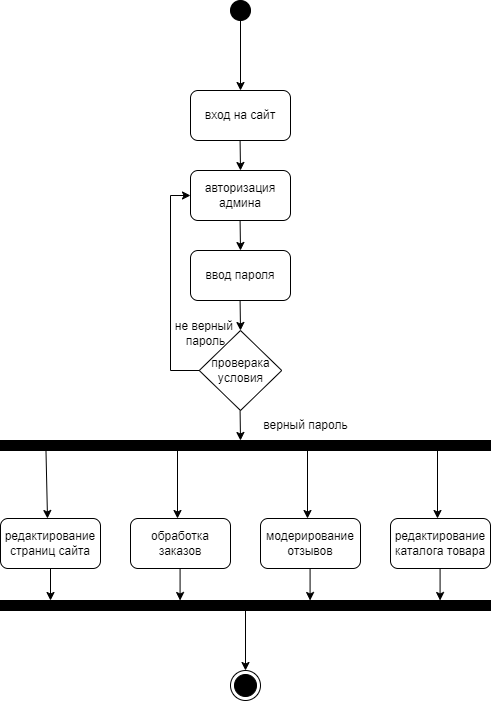 вход на сайт
авторизация
админа
ввод пароля
не верный
пароль
проверака
условия
верный пароль
редактирование
страниц сайта
обработка
заказов
модерирование
отзывов
редактирование
каталога товара